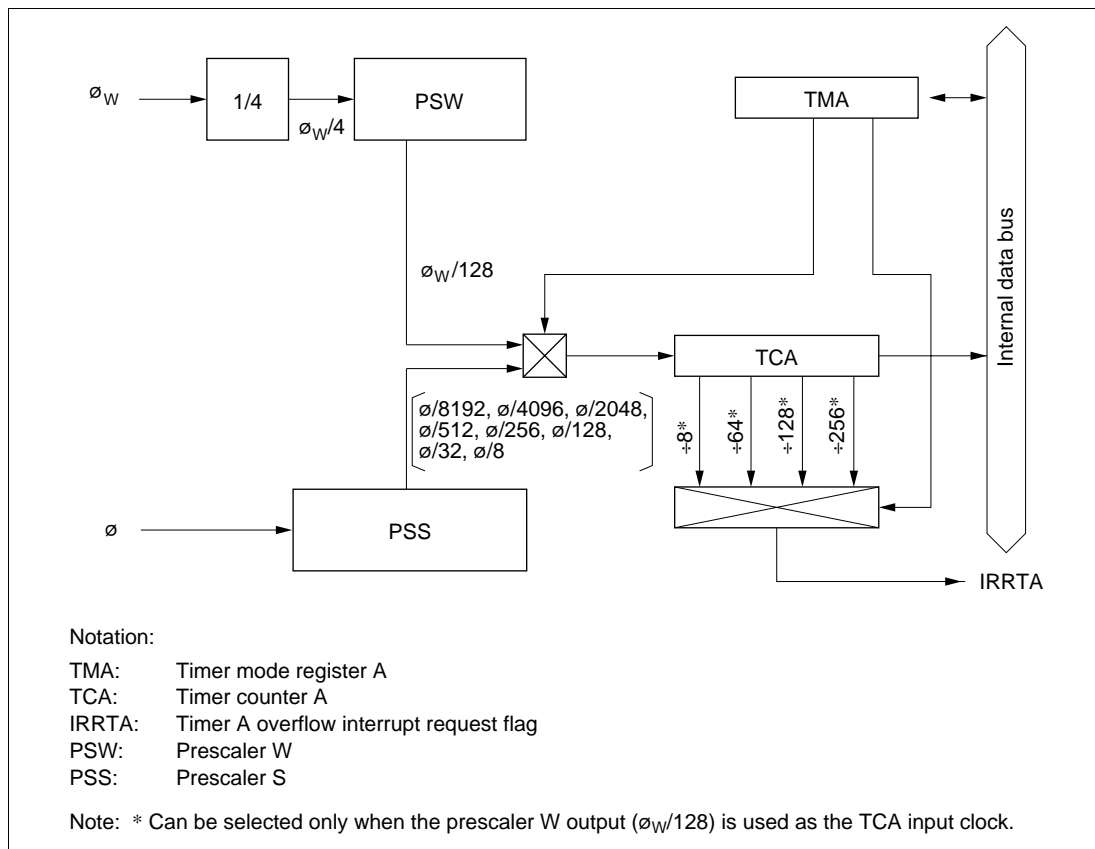 øW
1/4
øW/4
PSW
TMA
Internal data bus
øW/128
TCA
ø/8192, ø/4096, ø/2048,
ø/512, ø/256, ø/128,
ø/32, ø/8
÷8*
÷64*
÷128*
÷256*
ø
PSS
IRRTA
Notation:
TMA: Timer mode register A
TCA: Timer counter A
IRRTA: Timer A overflow interrupt request flag
PSW: Prescaler W
PSS: Prescaler S
Note: * Can be selected only when the prescaler W output (øW/128) is used as the TCA input clock.